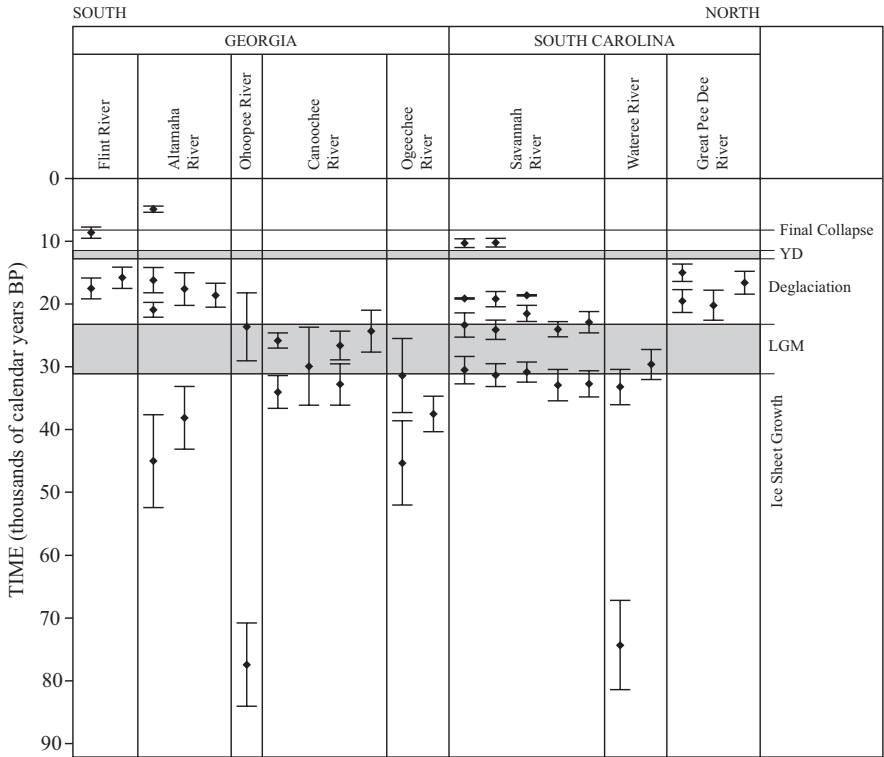 SOUTH
NORTH
GEORGIA
SOUTH CAROLINA
Flint River
Altamaha
River
Ohoopee River
Canoochee
River
Ogeechee
River
Savannah
River
Wateree River
Great Pee Dee
River
TIME (thousands of calendar years BP)
0
10
20
30
40
50
60
70
80
90
Final Collapse
YD
Deglaciation
LGM
Ice Sheet Growth